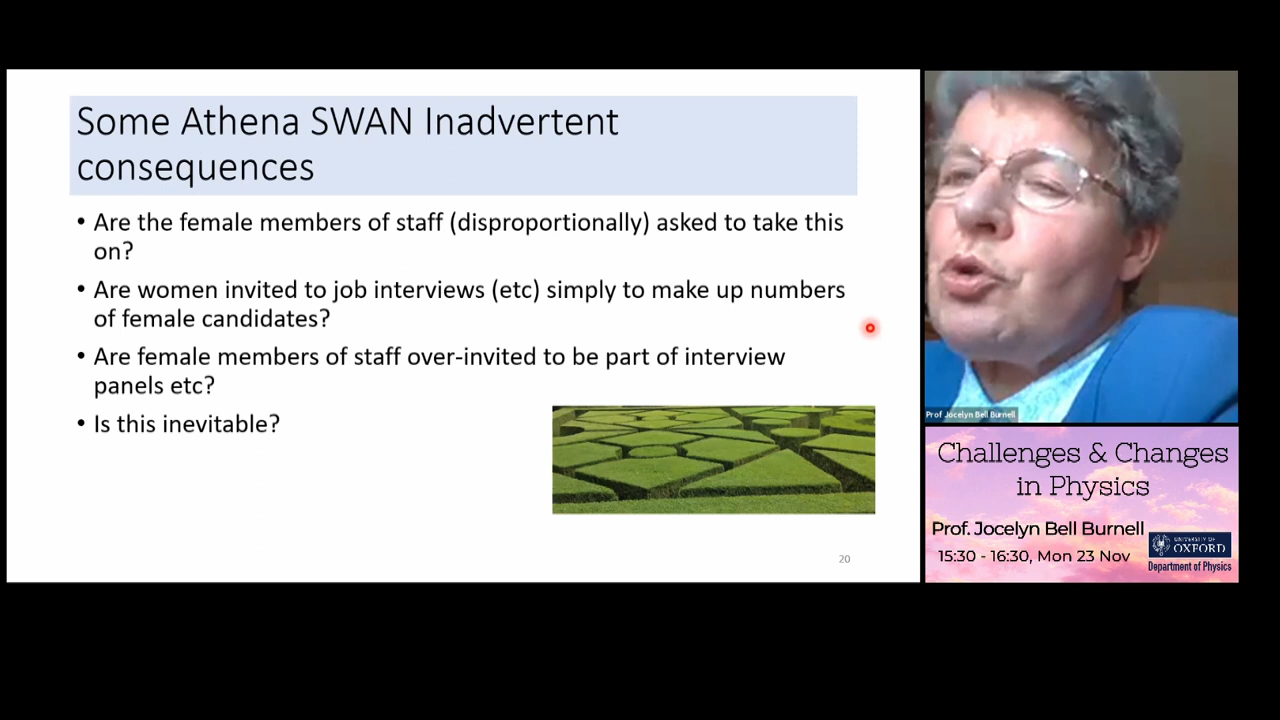 Some Athena SWAN Inadvertent
consequences
• Are the female members of staff (disproportionally) asked to take this
on?
• Are women invited to job interviews (etc) simply to make up numbers
of female candidates?
• Are female members of staff over-invited to be part of interview
panels etc?
• Is this inevitable?
20
Prof Jocelyn Bell Burnell
Challenges & Changes
in Physics
Prof. Jocelyn Bell Burnell
15:30 - 16:30, Mon 23 Nov
UNIVERSITY OF
OXFORD
Department of Physics